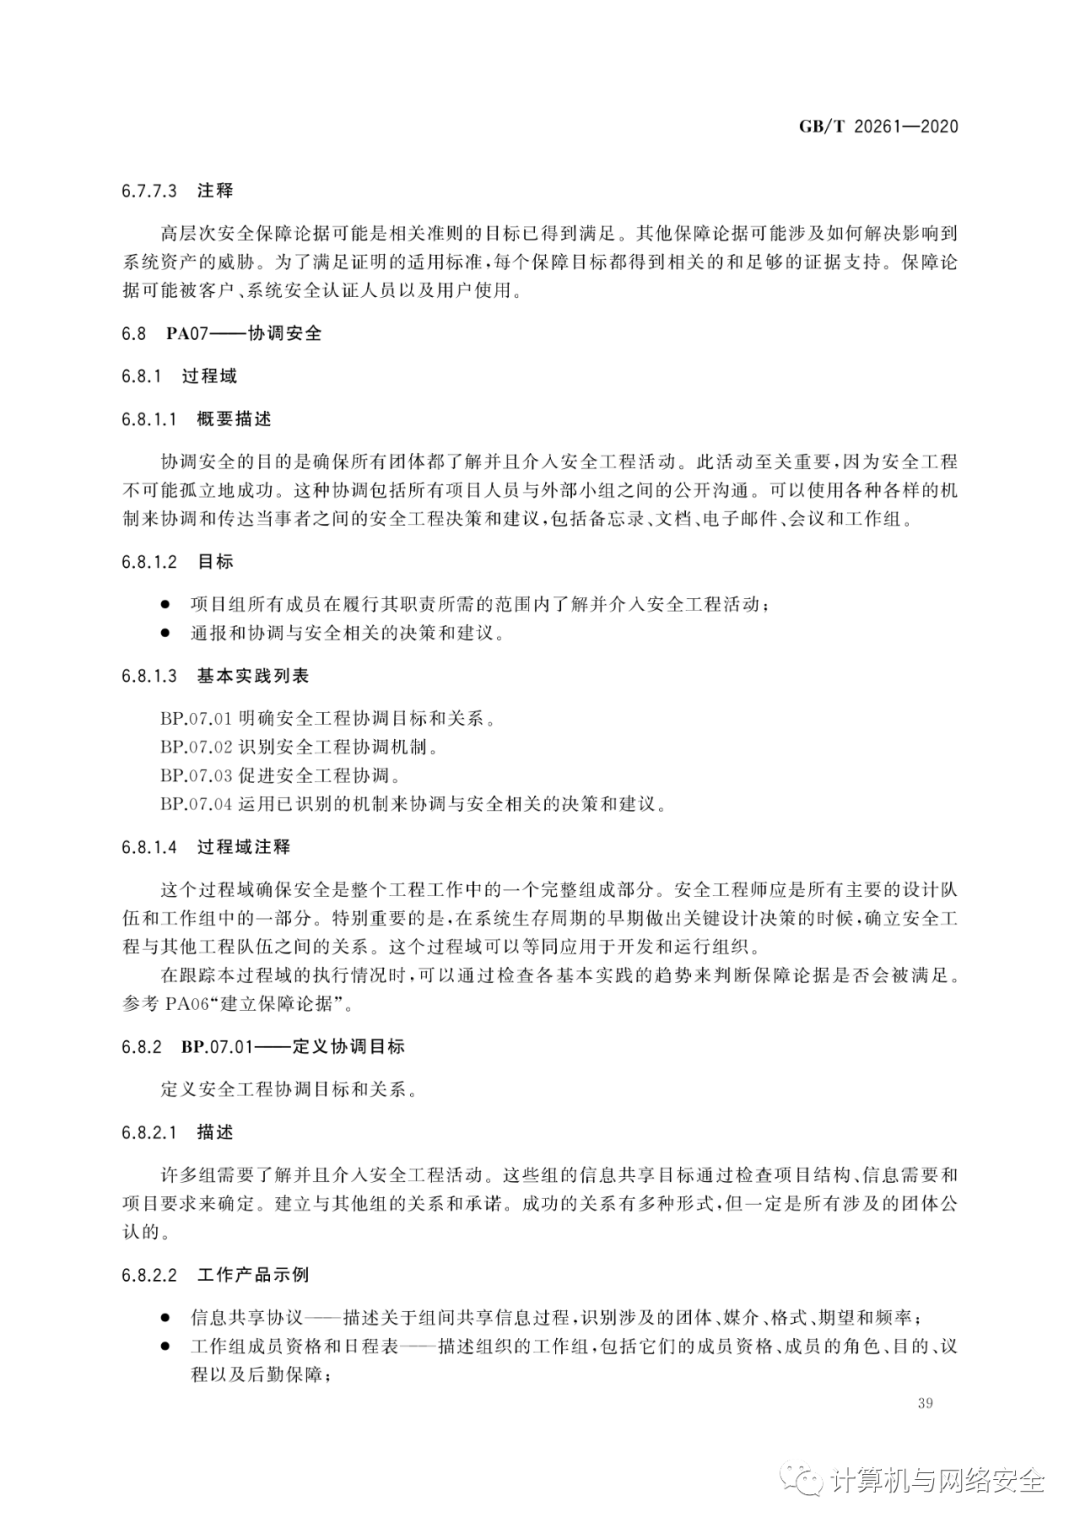 GB/T 20261—2020
6.7.7.3 注释
高层次安全保障论据可能是相关准则的目标已得到满足。其他保障论据可能涉及如何解决影响到
系统资产的威胁。为了满足证明的适用标准,每个保障目标都得到相关的和足够的证据支持。保障论
据可能被客户、系统安全认证人员以及用户使用。
6.8 PA07——协调安全
6.8.1 过程域
6.8.1.1 概要描述
协调安全的目的是确保所有团体都了解并且介入安全工程活动。此活动至关重要,因为安全工程
不可能孤立地成功。这种协调包括所有项目人员与外部小组之间的公开沟通。可以使用各种各样的机
制来协调和传达当事者之间的安全工程决策和建议,包括备忘录、文档、电子邮件、会议和工作组。
6.8.1.2 目标
● 项目组所有成员在履行其职责所需的范围内了解并介入安全工程活动;
● 通报和协调与安全相关的决策和建议。
6.8.1.3 基本实践列表
BP.07.01 明确安全工程协调目标和关系。
BP.07.02 识别安全工程协调机制。
BP.07.03 促进安全工程协调。
BP.07.04 运用已识别的机制来协调与安全相关的决策和建议。
6.8.1.4 过程域注释
这个过程域确保安全是整个工程工作中的一个完整组成部分。安全工程师应是所有主要的设计队
伍和工作组中的一部分。特别重要的是,在系统生存周期的早期做出关键设计决策的时候,确立安全工
程与其他工程队伍之间的关系。这个过程域可以等同应用于开发和运行组织。
在跟踪本过程域的执行情况时,可以通过检查各基本实践的趋势来判断保障论据是否会被满足。
参考 PA06“建立保障论据”。
6.8.2 BP.07.01——定义协调目标
定义安全工程协调目标和关系。
6.8.2.1 描述
许多组需要了解并且介入安全工程活动。这些组的信息共享目标通过检查项目结构、信息需要和
项目要求来确定。建立与其他组的关系和承诺。成功的关系有多种形式,但一定是所有涉及的团体公
认的。
6.8.2.2 工作产品示例
● 信息共享协议——描述关于组间共享信息过程,识别涉及的团体、媒介、格式、期望和频率;
● 工作组成员资格和日程表——描述组织的工作组,包括它们的成员资格、成员的角色、目的、议
程以及后勤保障;
39
计算机与网络安全